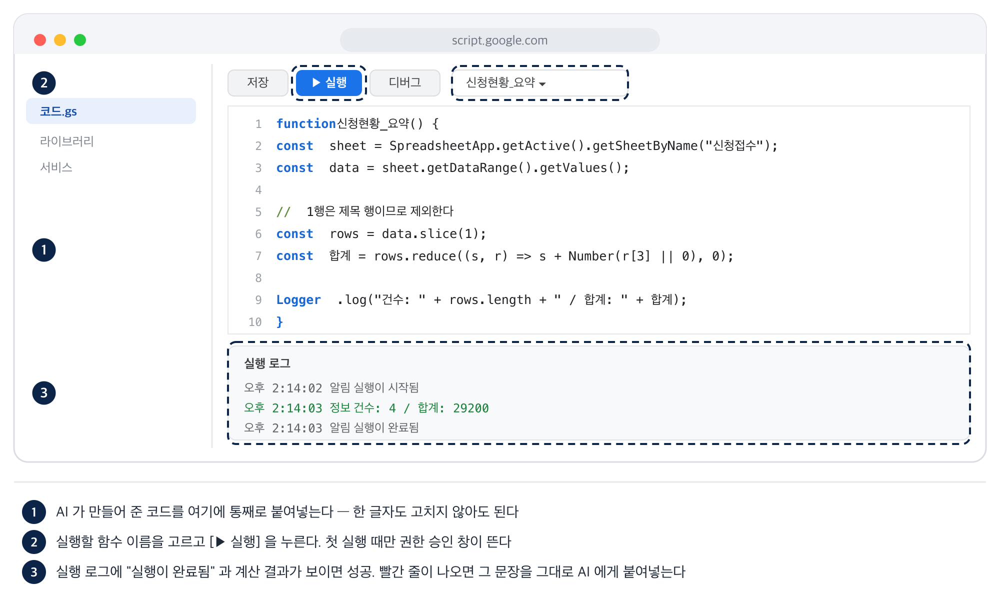 script.google.com
2
저장
▶ 실행
디버그
신청현황_요약 ▾
코드.gs
라이브러리
서비스
1
3
1 function신청현황_요약() {
2 const sheet = SpreadsheetApp.getActive().getSheetByName("신청접수");
3 const data = sheet.getDataRange().getValues();
4
5 // 1행은 제목 행이므로 제외한다
6 const rows = data.slice(1);
7 const 합계 = rows.reduce((s, r) => s + Number(r[3] || 0), 0);
8
9 Logger .log("건수: " + rows.length + " / 합계: " + 합계);
10 }
실행 로그
오후 2:14:02 알림 실행이 시작됨
오후 2:14:03 정보 건수: 4 / 합계: 29200
오후 2:14:03 알림 실행이 완료됨
1 AI 가 만들어 준 코드를 여기에 통째로 붙여넣는다 — 한 글자도 고치지 않아도 된다
2 실행할 함수 이름을 고르고 [▶ 실행] 을 누른다. 첫 실행 때만 권한 승인 창이 뜬다
3 실행 로그에 "실행이 완료됨" 과 계산 결과가 보이면 성공. 빨간 줄이 나오면 그 문장을 그대로 AI 에게 붙여넣는다